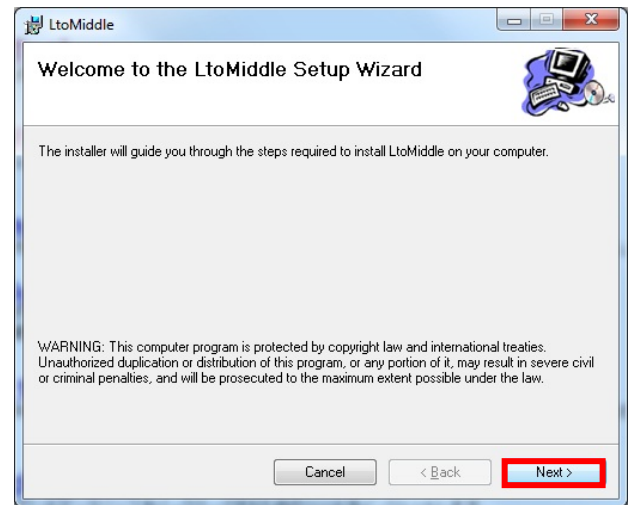 LtoMiddle
Welcome to the LtoMiddle Setup Wizard
The installer will guide you through the steps required to install LtoMiddle on your computer.
WARNING: This computer program is protected by copyright law and international treaties.
Unauthorized duplication or distribution of this program, or any portion of it, may result in severe civil
or criminal penalties, and will be prosecuted to the maximum extent possible under the law.
Cancel
< Back
Next >